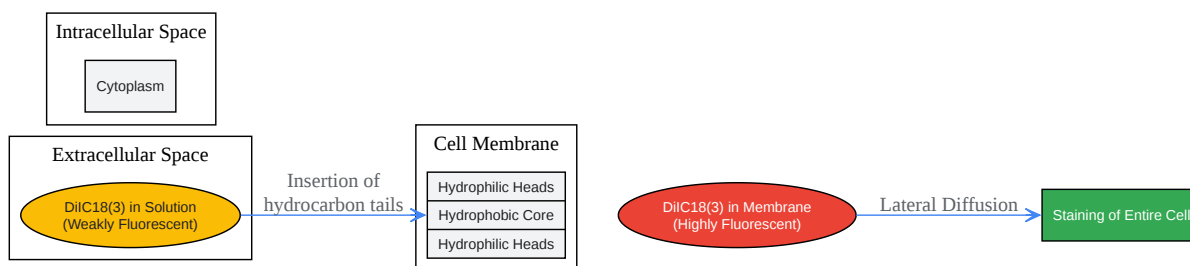 Intracellular Space
Cytoplasm
Extracellular Space
DiIC18(3) in Solution
(Weakly Fluorescent)
Insertion of
hydrocarbon tails
Cell Membrane
Hydrophilic Heads
Hydrophobic Core
Hydrophilic Heads
DiIC18(3) in Membrane
(Highly Fluorescent)
Lateral Diffusion
Staining of Entire Cell